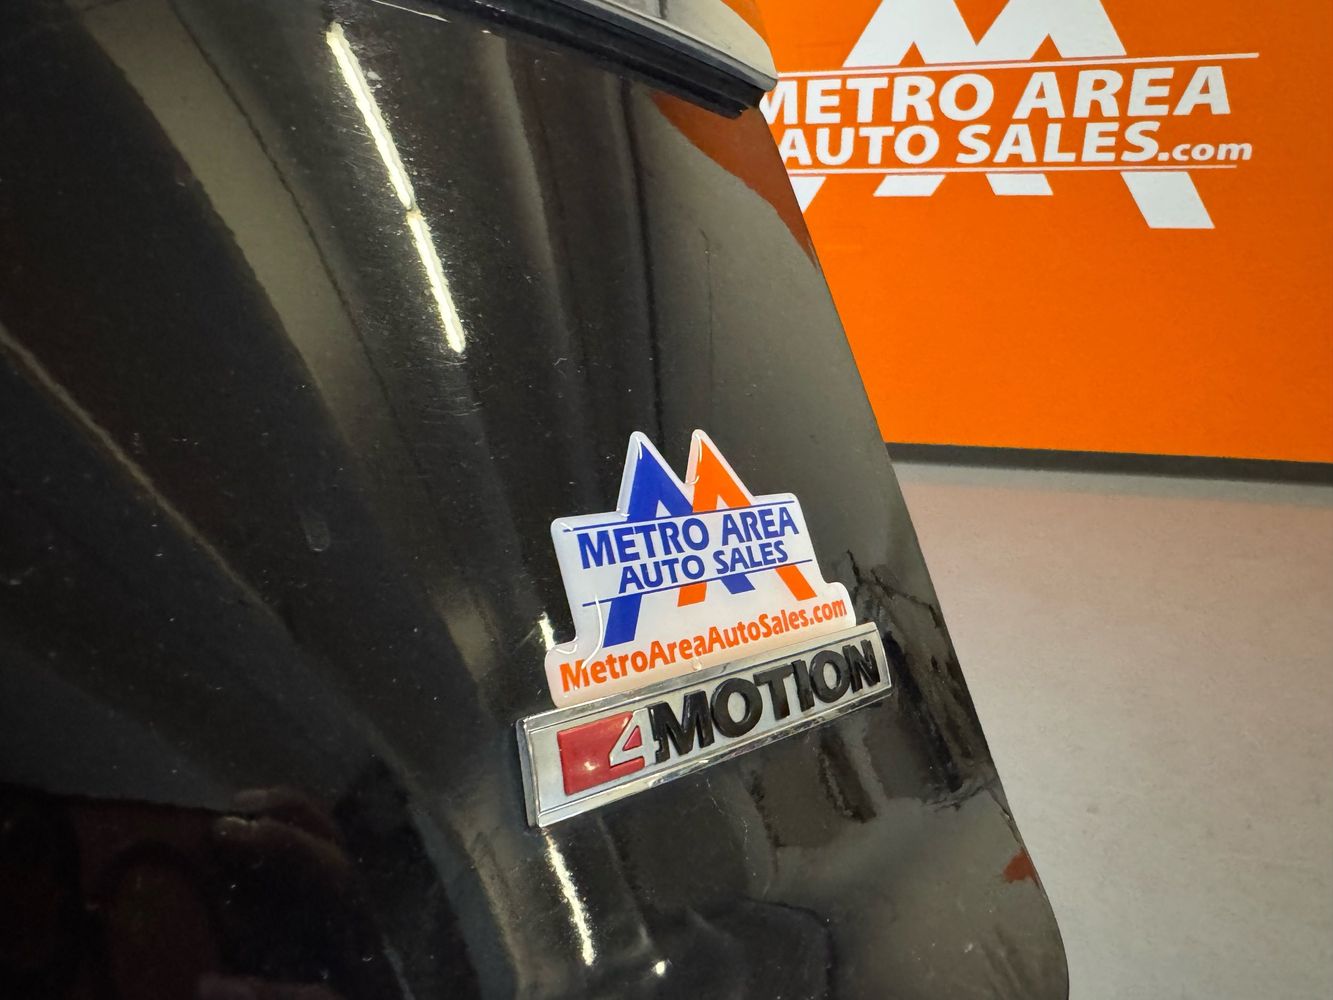 METRO AREA
AUTO SALES.com
METRO AREA
AUTO SALES
MetroAreaAutoSales.com
4MOTION